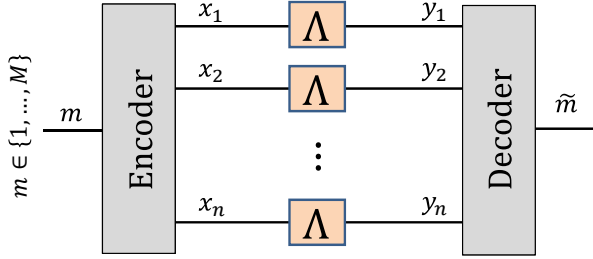 m ∈ {1, …, M}
m
Encoder
x₁ Λ y₁
x₂ Λ y₂
⋮
xₙ Λ yₙ
Decoder
m̃